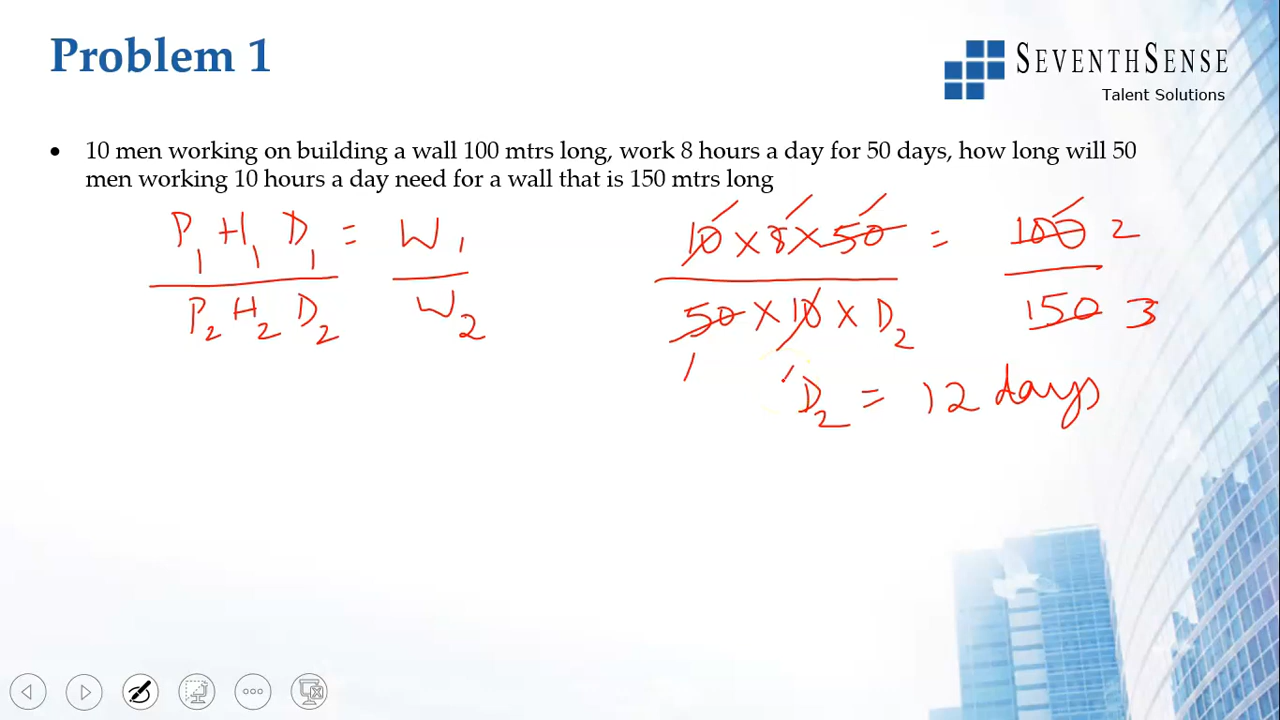 Problem 1
SEVENTHSENSE
Talent Solutions
• 10 men working on building a wall 100 mtrs long, work 8 hours a day for 50 days, how long will 50
men working 10 hours a day need for a wall that is 150 mtrs long
P1 H1 D1 = W1
P2 H2 D2 W2
10 x 8 x 50 = 100 2
50 x 10 x D2 150 3
1 1
D2 = 12 days